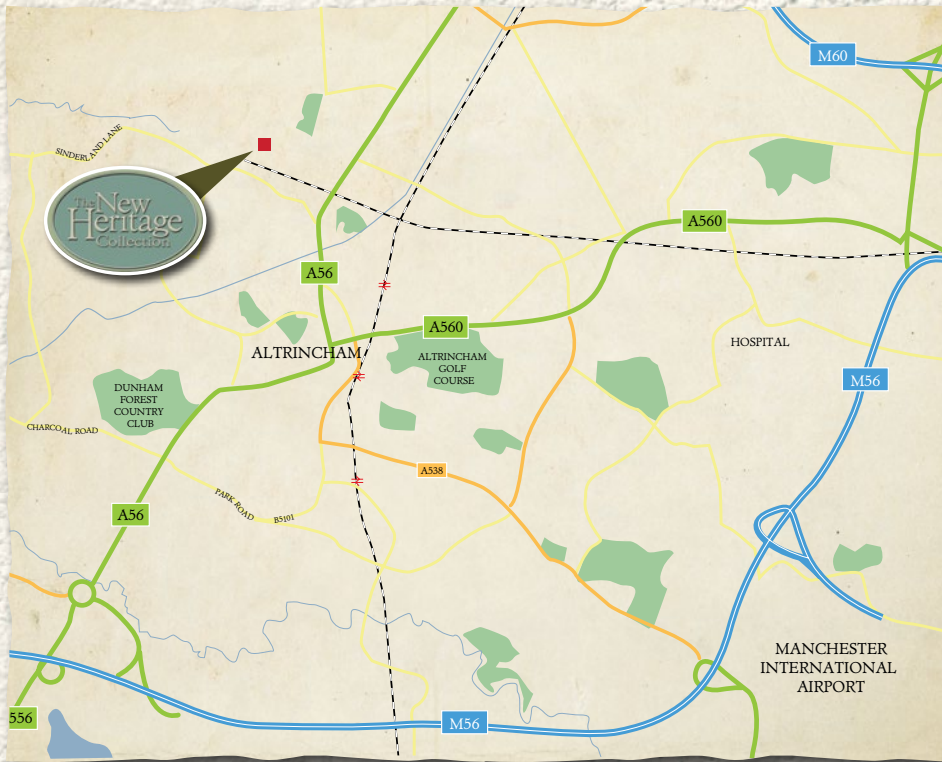 M60
SINDERLAND LANE
The New
Heritage
Collection
A560
A56
A560
ALTRINCHAM
ALTRINCHAM
GOLF
COURSE
HOSPITAL
M56
DUNHAM
FOREST
COUNTRY
CLUB
CHARCOAL ROAD
A538
PARK ROAD
B5101
A56
MANCHESTER
INTERNATIONAL
AIRPORT
556
M56